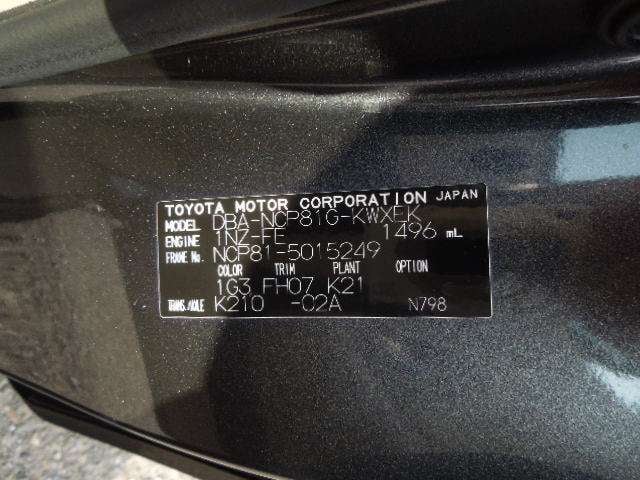 TOYOTA MOTOR CORPORATION JAPAN
MODEL DBA-NCP81G-KWXEK
ENGINE 1NZ-FE 1496 mL
FRAME No. NCP81-5015249
COLOR TRIM PLANT OPTION
1G3 FH07 K21
TRANS./AXLE K210 -02A N798